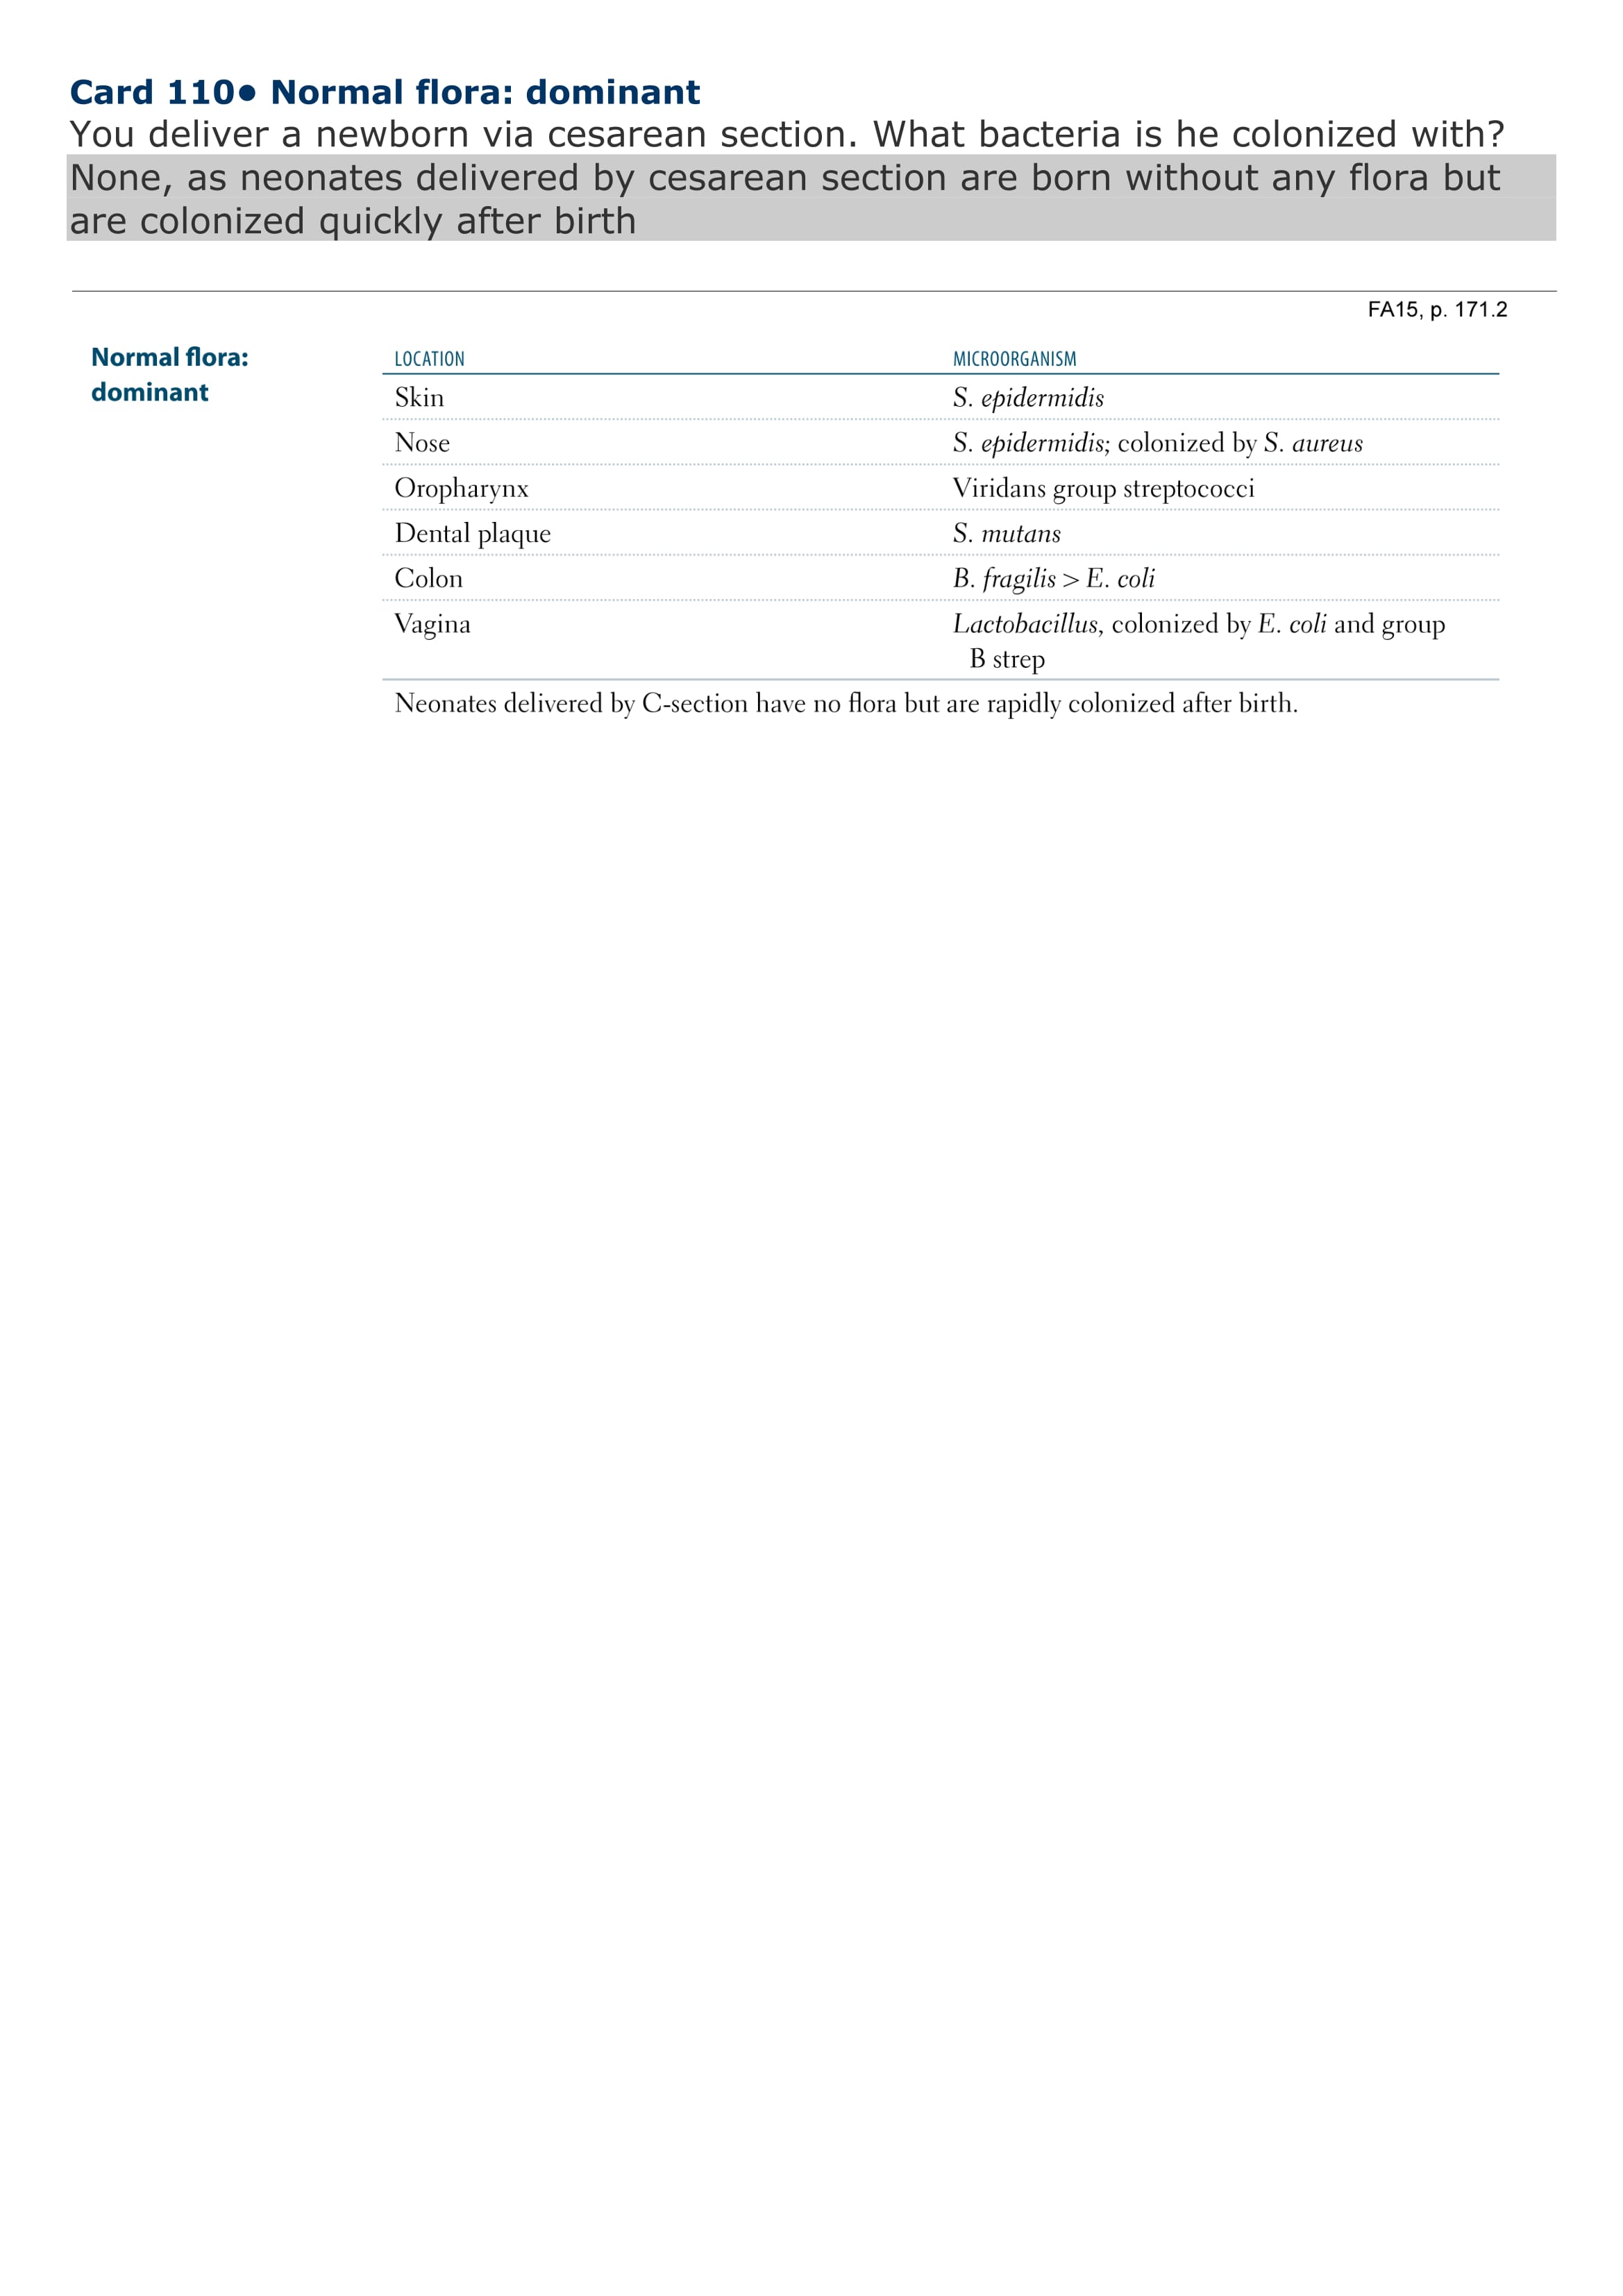 Card 110• Normal flora: dominant
You deliver a newborn via cesarean section. What bacteria is he colonized with?
None, as neonates delivered by cesarean section are born without any flora but
are colonized quickly after birth
FA15, p. 171.2
Normal flora:
dominant
LOCATION MICROORGANISM
Skin S. epidermidis
Nose S. epidermidis; colonized by S. aureus
Oropharynx Viridans group streptococci
Dental plaque S. mutans
Colon B. fragilis > E. coli
Vagina Lactobacillus, colonized by E. coli and group
B strep
Neonates delivered by C-section have no flora but are rapidly colonized after birth.